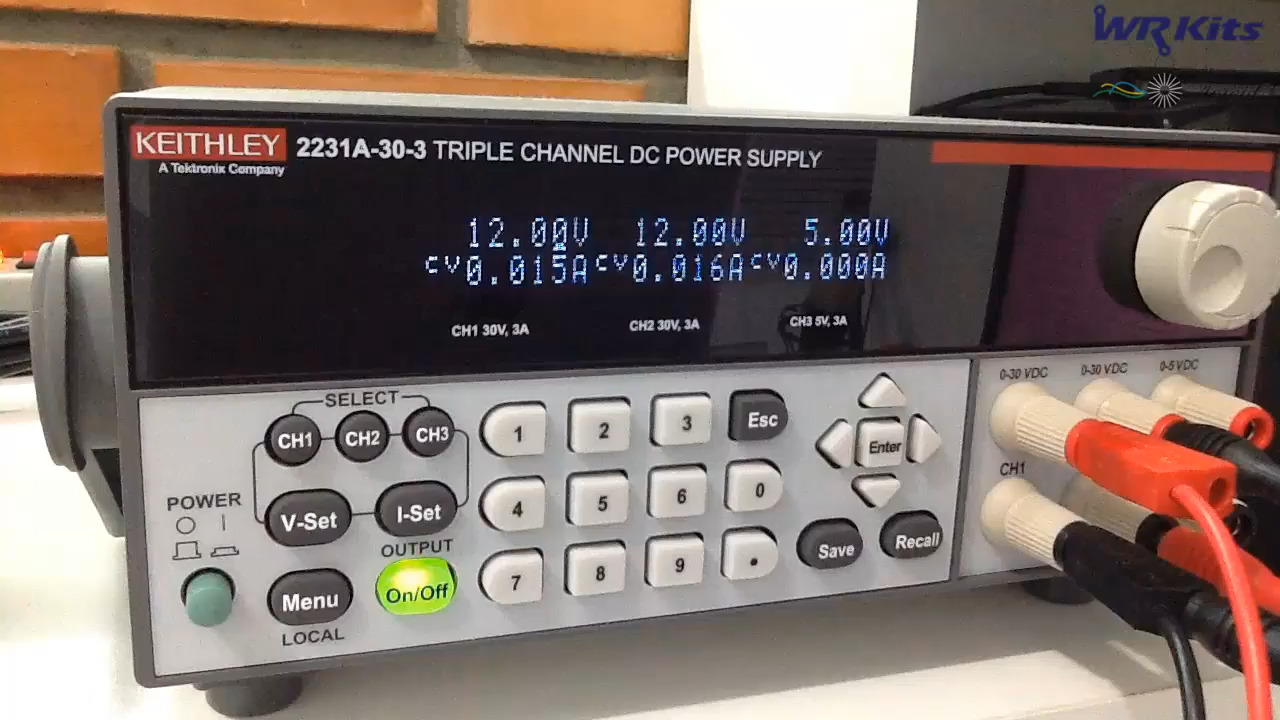 WR Kits
KEITHLEY
A Tektronix Company
2231A-30-3 TRIPLE CHANNEL DC POWER SUPPLY
12.00V 12.00V 5.00V
CV 0.015A CV 0.016A CV 0.000A
CH1 30V, 3A CH2 30V, 3A CH3 5V, 3A
0-30 VDC 0-30 VDC 0-5 VDC
SELECT
CH1 CH2 CH3
1 2 3 Esc
Enter
CH1
POWER
V-Set I-Set
4 5 6 0
OUTPUT
Save Recall
7 8 9 .
Menu On/Off
LOCAL